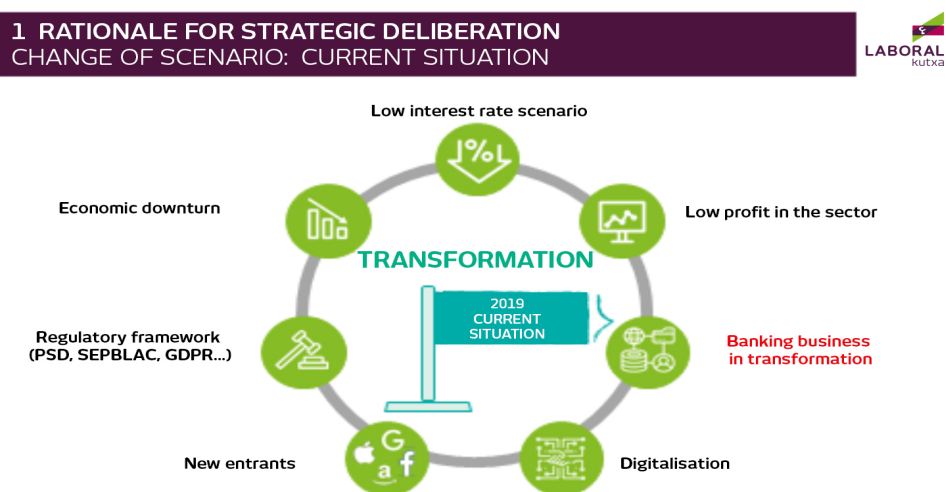 1 RATIONALE FOR STRATEGIC DELIBERATION
CHANGE OF SCENARIO: CURRENT SITUATION
LABORAL
kutxa
Low interest rate scenario
%
Economic downturn
Low profit in the sector
TRANSFORMATION
2019
CURRENT
SITUATION
Regulatory framework
(PSD, SEPBLAC, GDPR...)
Banking business
in transformation
G
a f
New entrants
Digitalisation